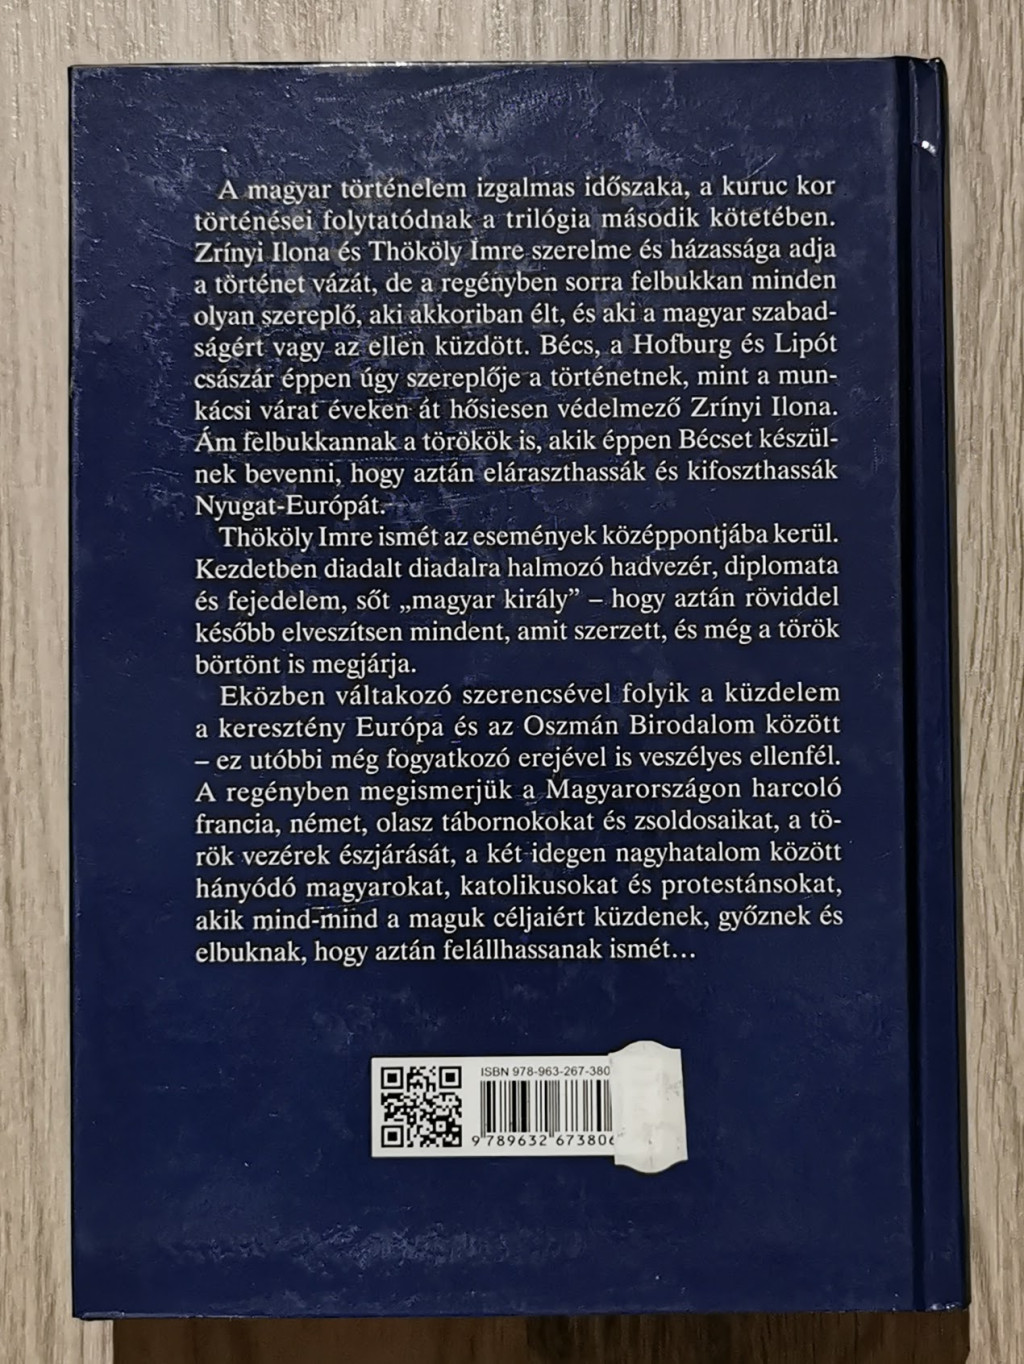 A magyar történelem izgalmas időszaka, a kuruc kor
történései folytatódnak a trilógia második kötetében.
Zrínyi Ilona és Thököly Imre szerelme és házassága adja
a történet vázát, de a regényben sorra felbukkan minden
olyan szereplő, aki akkoriban élt, és aki a magyar szabad-
ságért vagy az ellen küzdött. Bécs, a Hofburg és Lipót
császár éppen úgy szereplője a történetnek, mint a mun-
kácsi várat éveken át hősiesen védelmező Zrínyi Ilona.
Ám felbukkannak a törökök is, akik éppen Bécset készül-
nek bevenni, hogy aztán eláraszthassák és kifoszthassák
Nyugat-Európát.
Thököly Imre ismét az események középpontjába kerül.
Kezdetben diadalt diadalra halmozó hadvezér, diplomata
és fejedelem, sőt „magyar király” – hogy aztán röviddel
később elveszítsen mindent, amit szerzett, és még a török
börtönt is megjárja.
Eközben váltakozó szerencsével folyik a küzdelem
a keresztény Európa és az Oszmán Birodalom között
– ez utóbbi még fogyatkozó erejével is veszélyes ellenfél.
A regényben megismerjük a Magyarországon harcoló
francia, német, olasz tábornokokat és zsoldosaikat, a tö-
rök vezérek észjárását, a két idegen nagyhatalom között
hányódó magyarokat, katolikusokat és protestánsokat,
akik mind-mind a maguk céljaiért küzdenek, győznek és
elbuknak, hogy aztán felállhassanak ismét...
ISBN 978-963-267-380
9 789632 673806